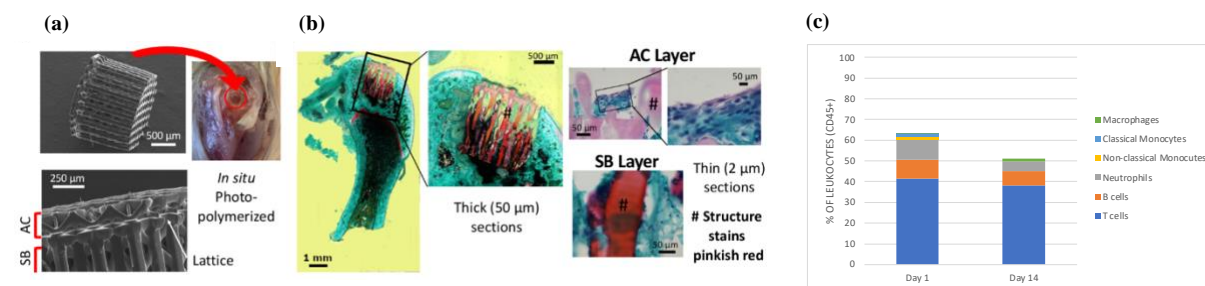 (a)
500 µm
250 µm
AC
SB
Lattice
In situ
Photo-
polymerized
(b)
1 mm
500 µm
#
Thick (50 µm)
sections
AC Layer
#
50 µm
50 µm
SB Layer
#
30 µm
Thin (2 µm)
sections
# Structure
stains
pinkish red
(c)
% OF LEUKOCYTES (CD45+)
100
90
80
70
60
50
40
30
20
10
0
Day 1
Day 14
Macrophages
Classical Monocytes
Non-classical Monocutes
Neutrophils
B cells
T cells